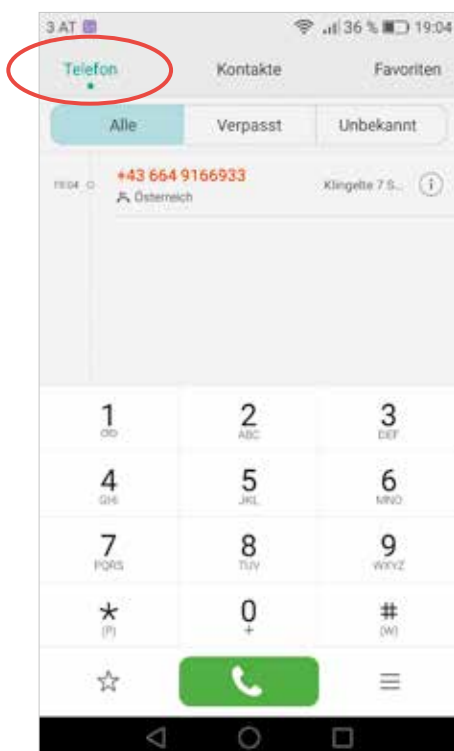 3 AT 36 % 19:04
Telefon Kontakte Favoriten
Alle Verpasst Unbekannt
19:04 +43 664 9166933 Klingelte 7 S...
Österreich
1 2 3
ABC DEF
4 5 6
GHI JKL MNO
7 8 9
PQRS TUV WXYZ
* 0 #
(P) + (W)